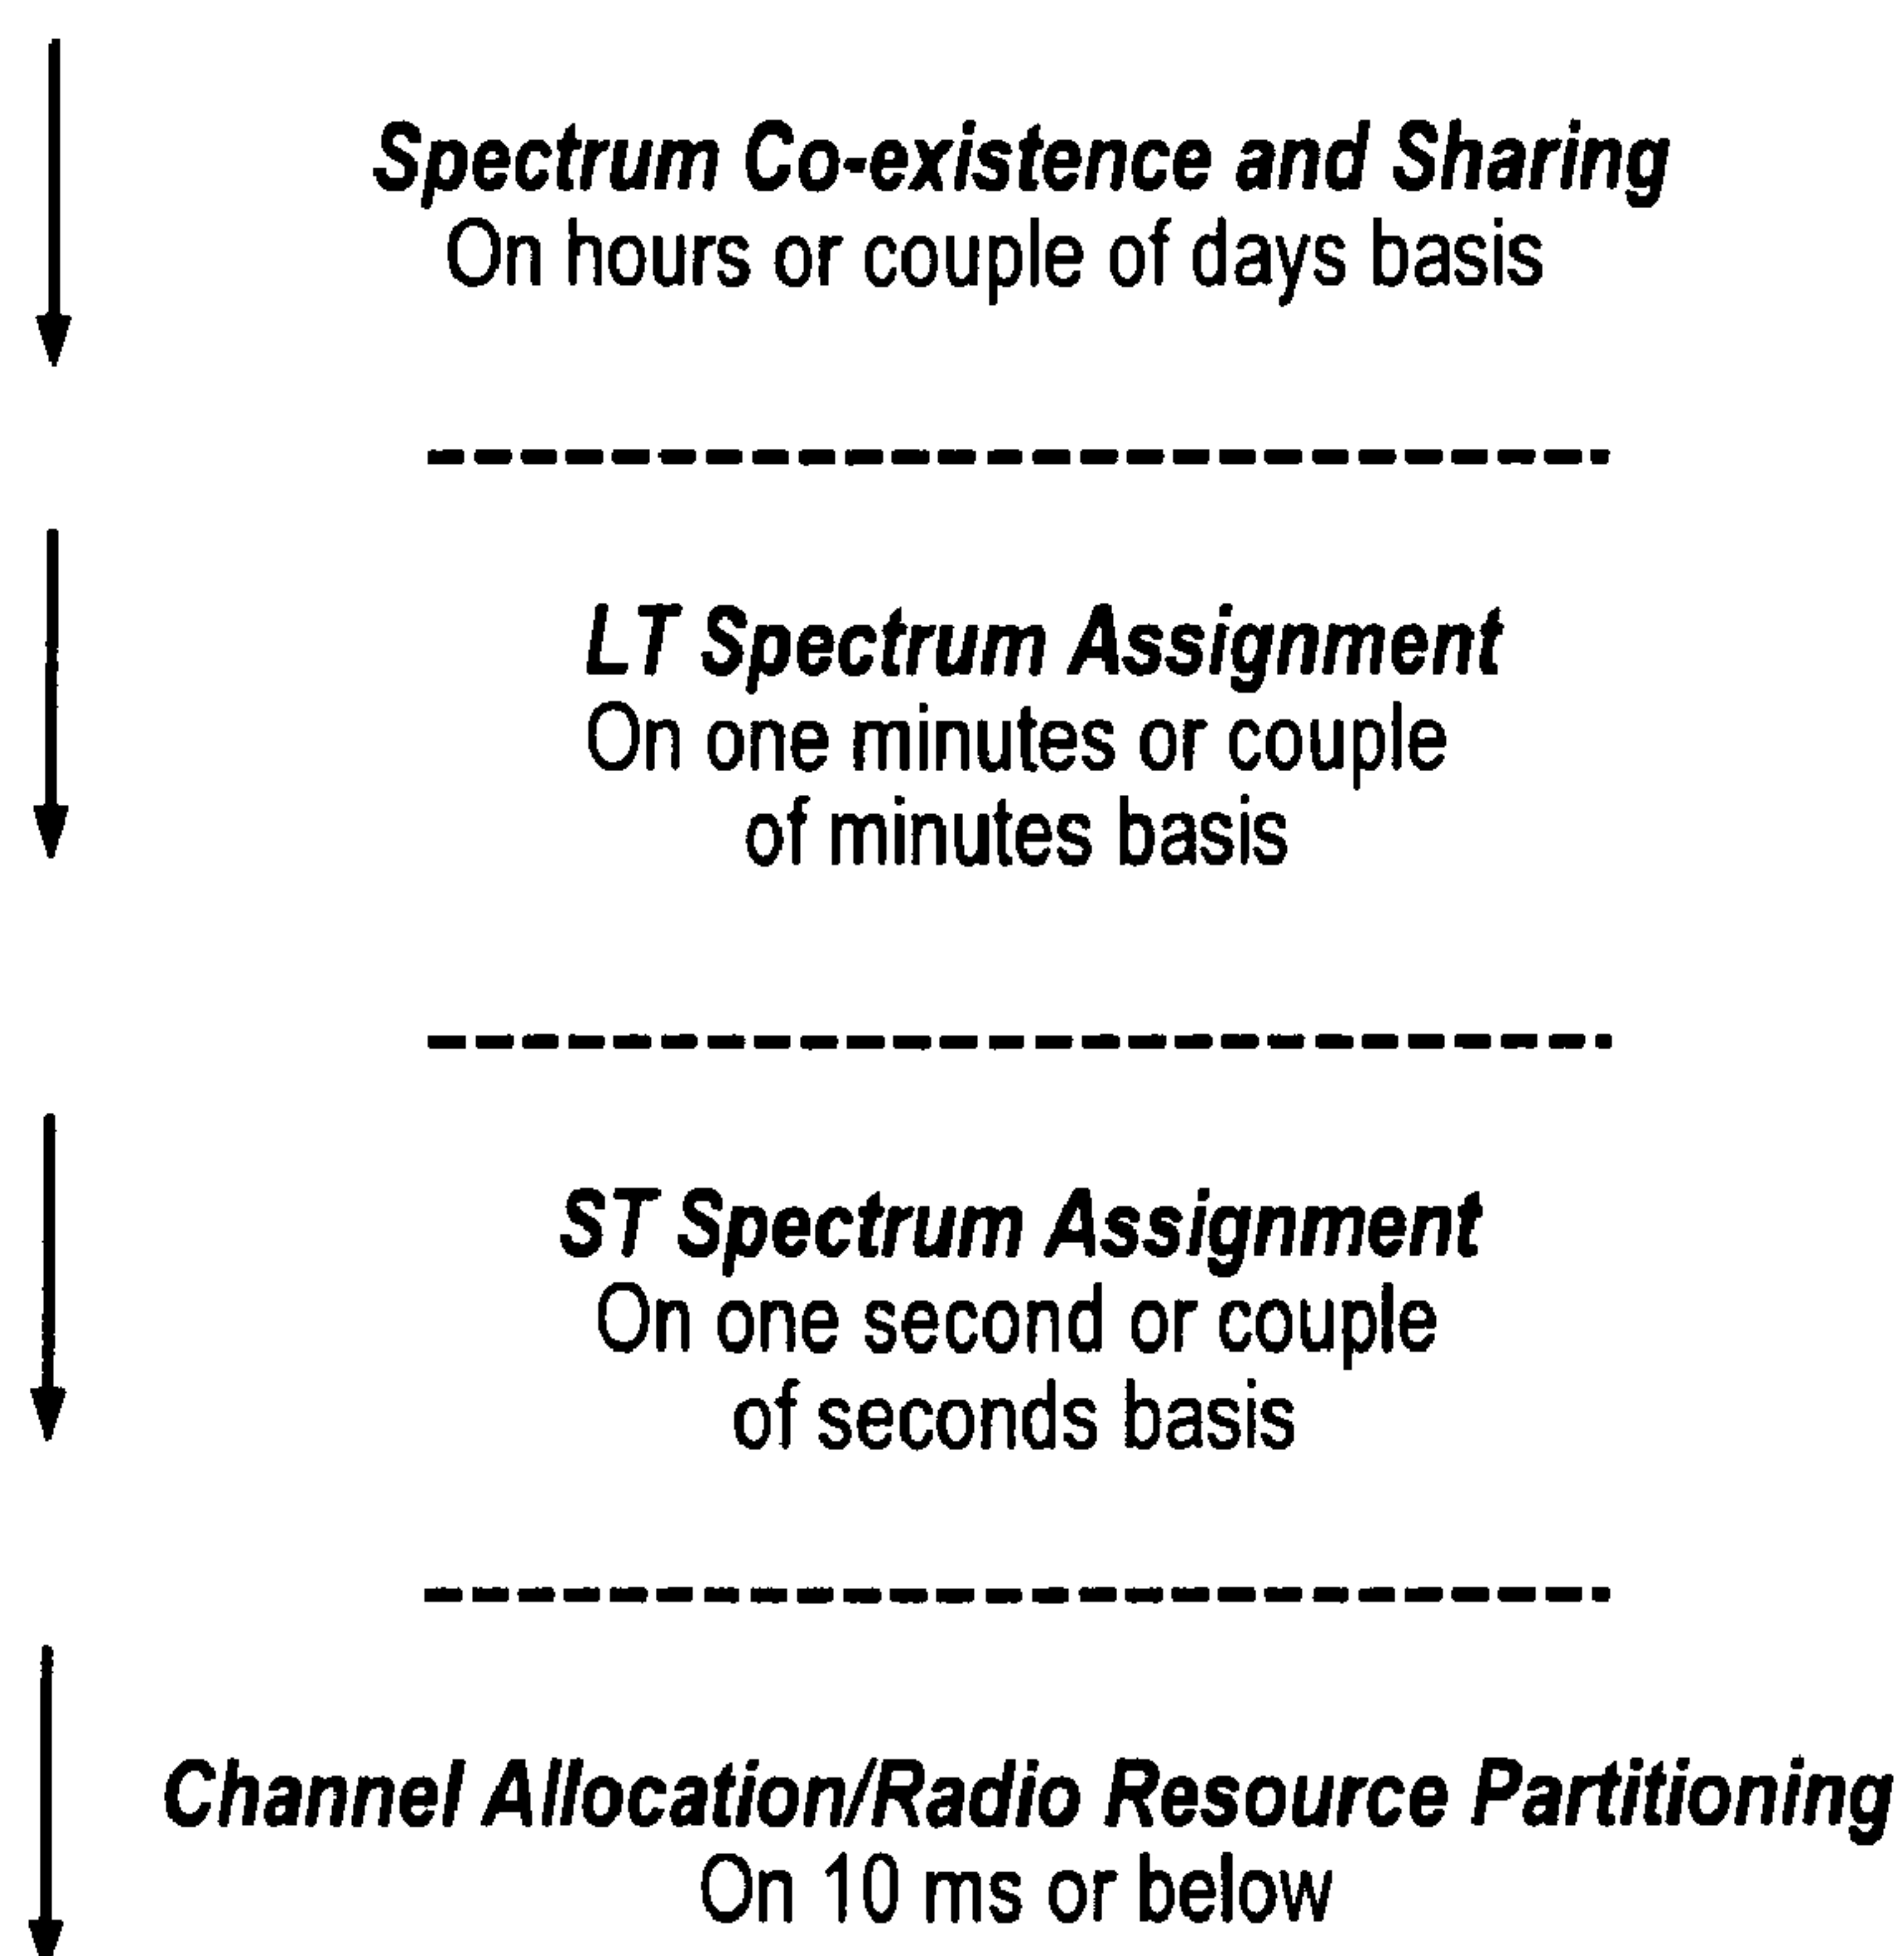 Spectrum Co-existence and Sharing
On hours or couple of days basis
LT Spectrum Assignment
On one minutes or couple
of minutes basis
ST Spectrum Assignment
On one second or couple
of seconds basis
Channel Allocation/Radio Resource Partitioning
On 10 ms or below